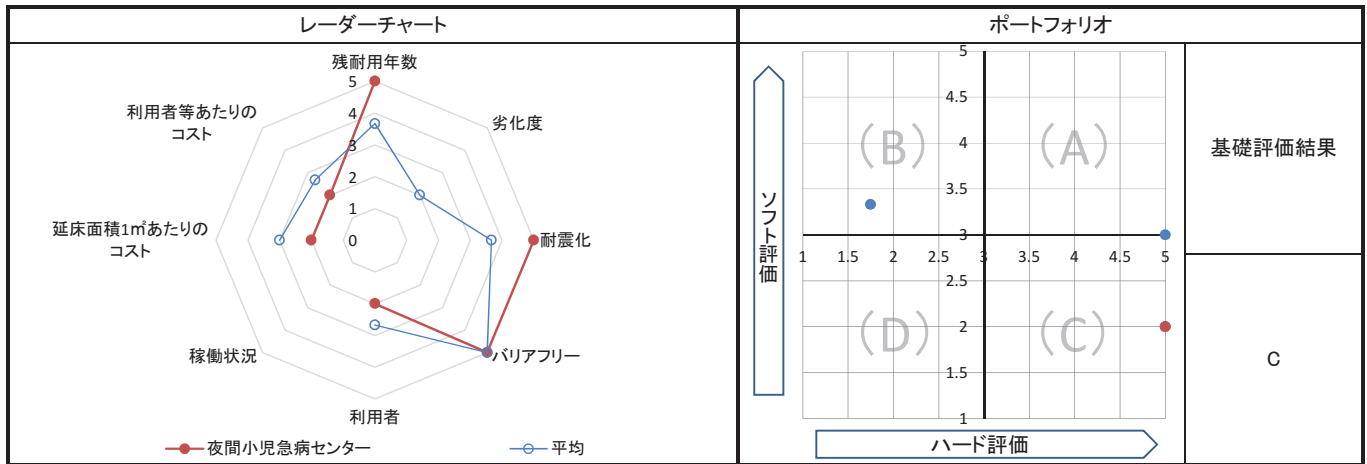 レーダーチャート
残耐用年数
劣化度
耐震化
バリアフリー
利用者
稼働状況
延床面積1㎡あたりの
コスト
利用者等あたりの
コスト
5
4
3
2
1
0
夜間小児急病センター
平均
ポートフォリオ
ソフト評価
5
4.5
4
3.5
3
2.5
2
1.5
1
1
1.5
2
2.5
3
3.5
4
4.5
5
(B)
(A)
(D)
(C)
ハード評価
基礎評価結果
C